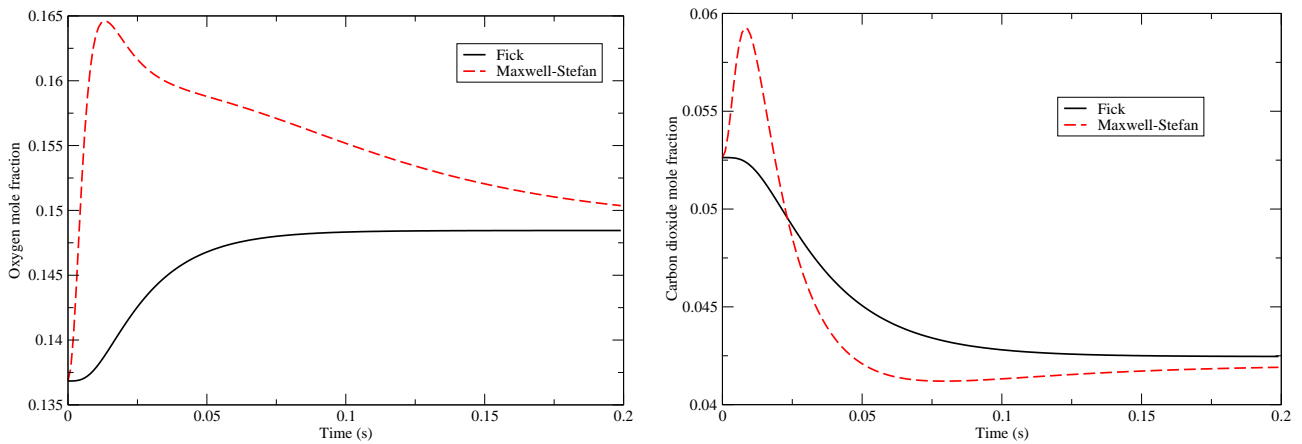 Oxygen mole fraction
0.165
0.16
0.155
0.15
0.145
0.14
0.135
0
0.05
0.1
0.15
0.2
Time (s)
Fick
Maxwell-Stefan
Carbon dioxide mole fraction
0.06
0.055
0.05
0.045
0.04
0
0.05
0.1
0.15
0.2
Time (s)
Fick
Maxwell-Stefan